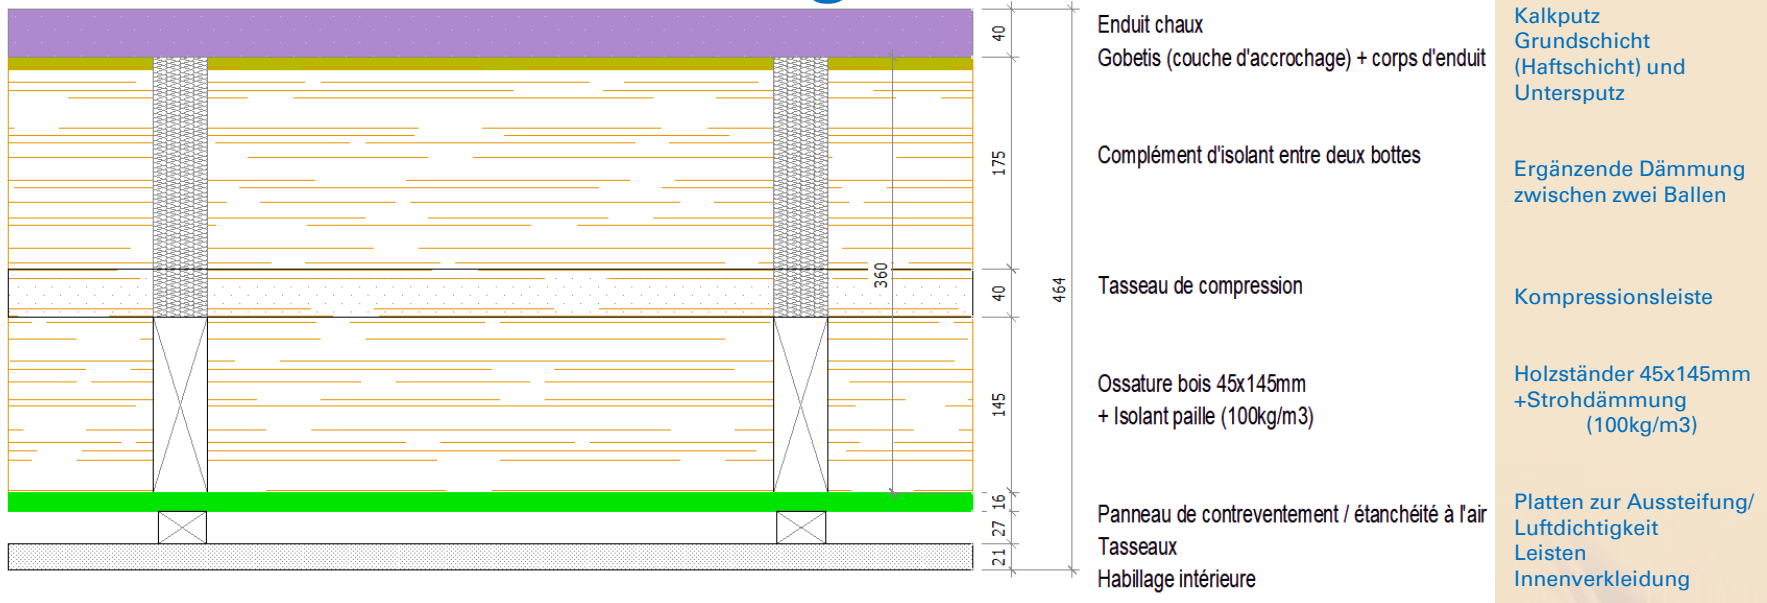 40
175
40
145
16
27
21
360
464
Enduit chaux
Gobetis (couche d'accrochage) + corps d'enduit
Complément d'isolant entre deux bottes
Tasseau de compression
Ossature bois 45x145mm
+ Isolant paille (100kg/m3)
Panneau de contreventement / étanchéité à l'air
Tasseaux
Habillage intérieure
Kalkputz
Grundschicht
(Haftschicht) und
Untersputz
Ergänzende Dämmung
zwischen zwei Ballen
Kompressionsleiste
Holzständer 45x145mm
+Strohdämmung
(100kg/m3)
Platten zur Aussteifung/
Luftdichtigkeit
Leisten
Innenverkleidung